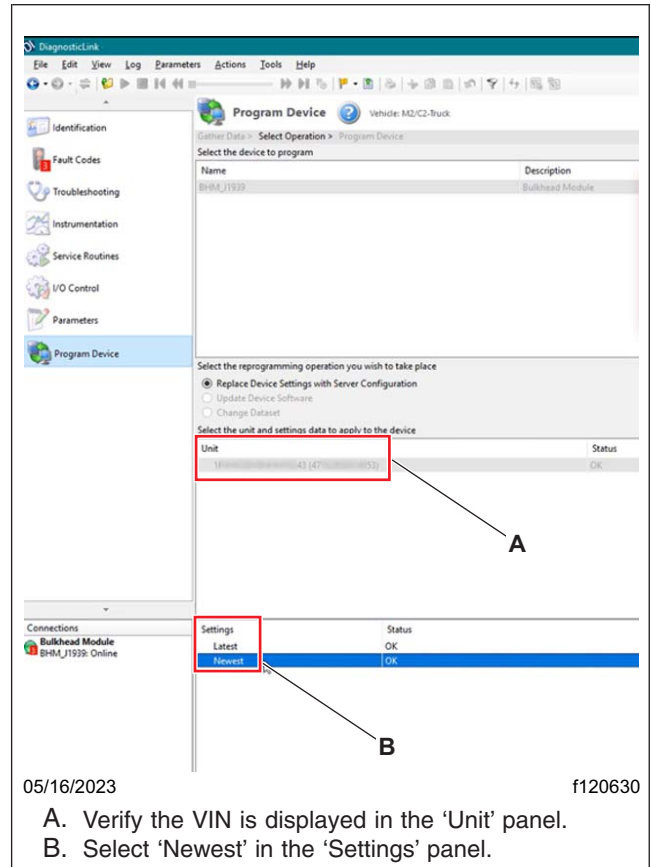 DiagnosticLink
File Edit View Log Parameters Actions Tools Help
Program Device ? Vehicle: M2/C2-Truck
Identification
Gather Data > Select Operation > Program Device
Select the device to program
Fault Codes
Name Description
BHM_J1939 Bulkhead Module
Troubleshooting
Instrumentation
Service Routines
I/O Control
Parameters
Program Device
Select the reprogramming operation you wish to take place
Replace Device Settings with Server Configuration
Update Device Software
Change Dataset
Select the unit and settings data to apply to the device
Unit Status
1F 43 (47 53) OK
A
Connections
Bulkhead Module
BHM_J1939: Online
Settings Status
Latest OK
Newest OK
B
05/16/2023 f120630
A. Verify the VIN is displayed in the ‘Unit’ panel.
B. Select ‘Newest’ in the ‘Settings’ panel.